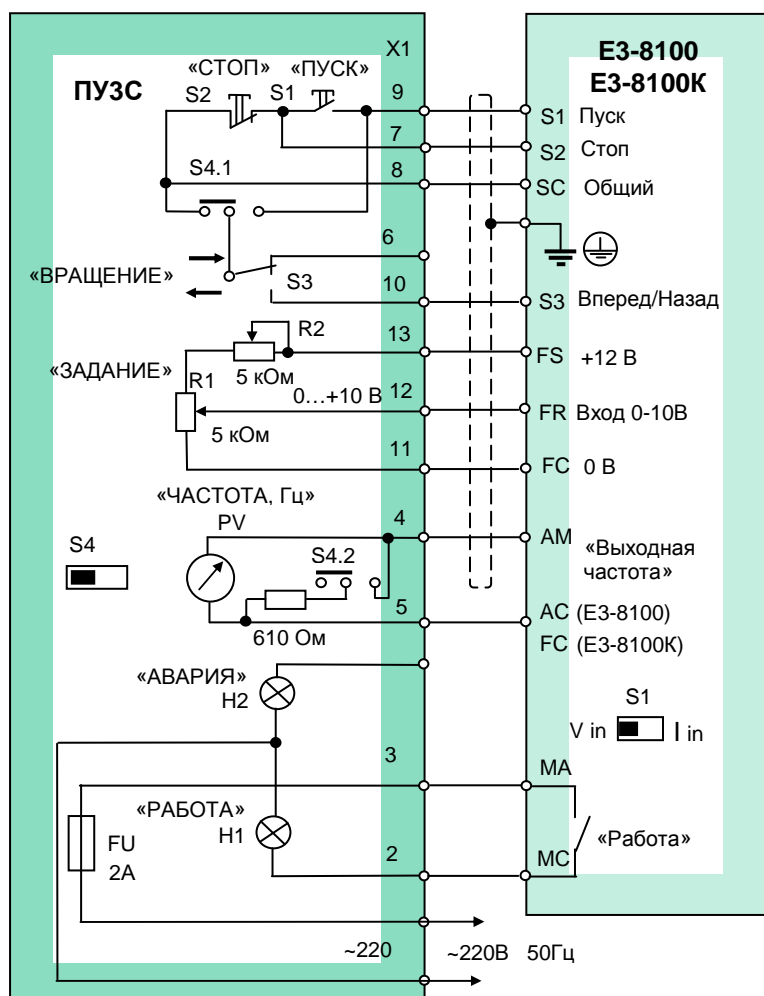 X1
ПУ3С
«СТОП»
«ПУСК»
S2
S1
9
7
8
S4.1
6
«ВРАЩЕНИЕ»
S3
10
R2
13
«ЗАДАНИЕ»
5 кОм
R1
0…+10 В
12
5 кОм
11
«ЧАСТОТА, Гц»
PV
4
S4
S4.2
5
610 Ом
«АВАРИЯ»
H2
3
«РАБОТА»
H1
FU
2А
2
~220
~220В 50Гц
Е3-8100
Е3-8100К
S1 Пуск
S2 Стоп
SC Общий
S3 Вперед/Назад
FS +12 В
FR Вход 0-10В
FC 0 В
AM «Выходная
частота»
AC (Е3-8100)
FC (Е3-8100К)
S1
V in
I in
MA
«Работа»
MC